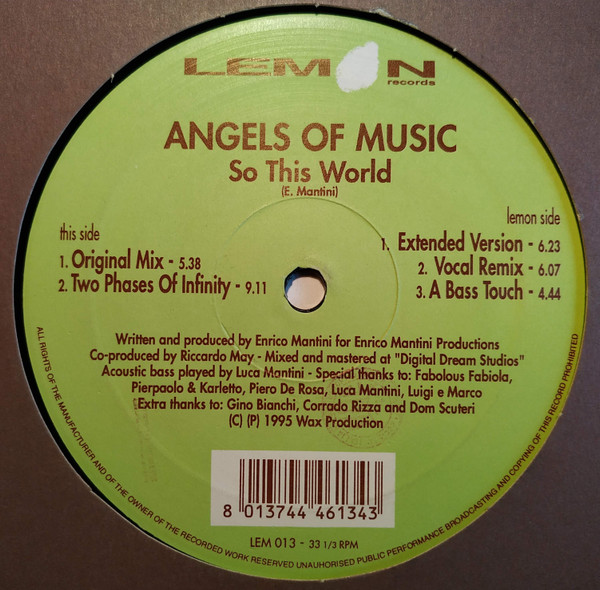 LEMON
records
ANGELS OF MUSIC
So This World
(E. Mantini)
this side
1. Original Mix - 5.38
2. Two Phases Of Infinity - 9.11
lemon side
1. Extended Version - 6.23
2. Vocal Remix - 6.07
3. A Bass Touch - 4.44
Written and produced by Enrico Mantini for Enrico Mantini Productions
Co-produced by Riccardo May - Mixed and mastered at "Digital Dream Studios"
Acoustic bass played by Luca Mantini - Special thanks to: Fabolous Fabiola,
Pierpaolo & Karletto, Piero De Rosa, Luca Mantini, Luigi e Marco
Extra thanks to: Gino Bianchi, Corrado Rizza and Dom Scuteri
(C) (P) 1995 Wax Production
8 013744 461343
LEM 013 - 33 1/3 RPM
ALL RIGHTS OF THE MANUFACTURER AND OF THE OWNER OF THE RECORDED WORK RESERVED UNAUHORISED PUBLIC PERFORMANCE BROADCASTING AND COPYING OF THIS RECORD PROHIBITED